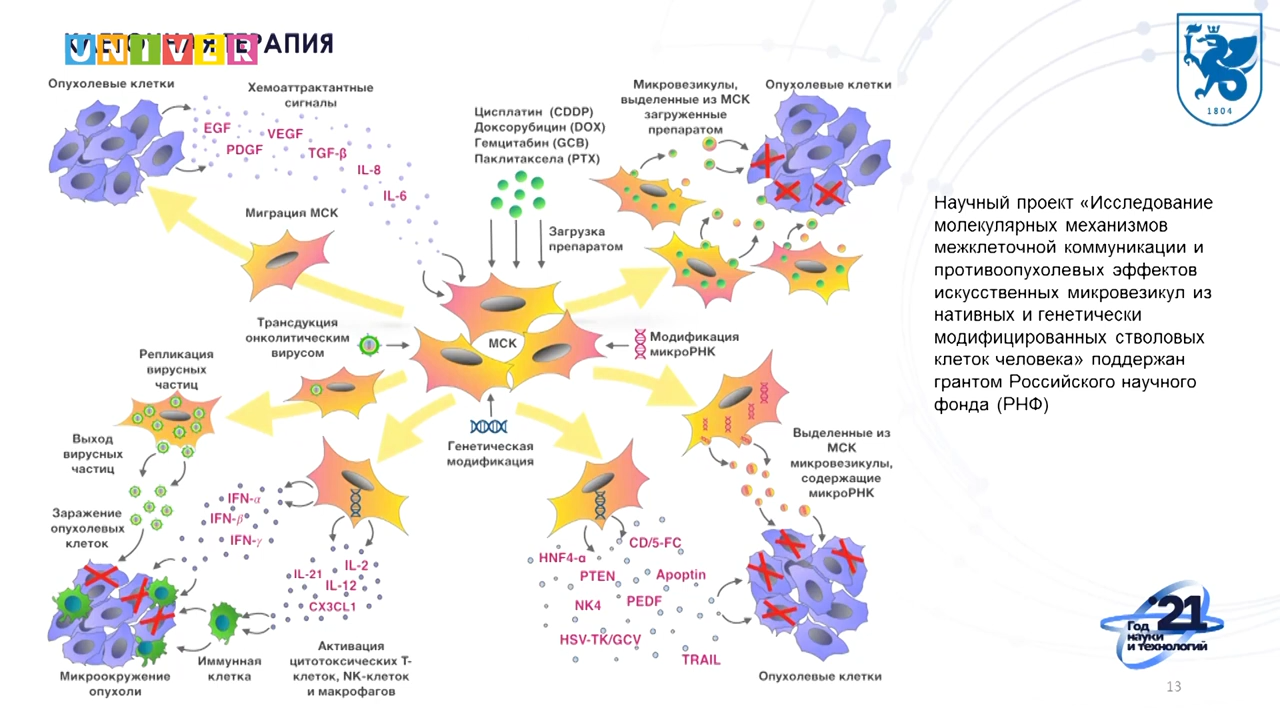 UNIVER
КЛЕТОЧНАЯ ТЕРАПИЯ
1804
Опухолевые клетки
Хемоаттрактантные
сигналы
EGF
VEGF
PDGF
TGF-β
IL-8
IL-6
Миграция МСК
Цисплатин (CDDP)
Доксорубицин (DOX)
Гемцитабин (GCB)
Паклитаксела (PTX)
Загрузка
препаратом
Микровезикулы,
выделенные из МСК
загруженные
препаратом
Опухолевые клетки
Трансдукция
онколитическим
вирусом
МСК
Модификация
микроРНК
Генетическая
модификация
Репликация
вирусных
частиц
Выход
вирусных
частиц
Заражение
опухолевых
клеток
IFN-α
IFN-β
IFN-γ
IL-2
IL-21
IL-12
CX3CL1
Микроокружение
опухоли
Иммунная
клетка
Активация
цитотоксических Т-
клеток, NK-клеток
и макрофагов
HNF4-α
CD/5-FC
PTEN
Apoptin
NK4
PEDF
HSV-TK/GCV
TRAIL
Выделенные из
МСК
микровезикулы,
содержащие
микроРНК
Опухолевые клетки
Научный проект «Исследование
молекулярных механизмов
межклеточной коммуникации и
противоопухолевых эффектов
искусственных микровезикул из
нативных и генетически
модифицированных стволовых
клеток человека» поддержан
грантом Российского научного
фонда (РНФ)
'21
Год
науки
и технологий
13